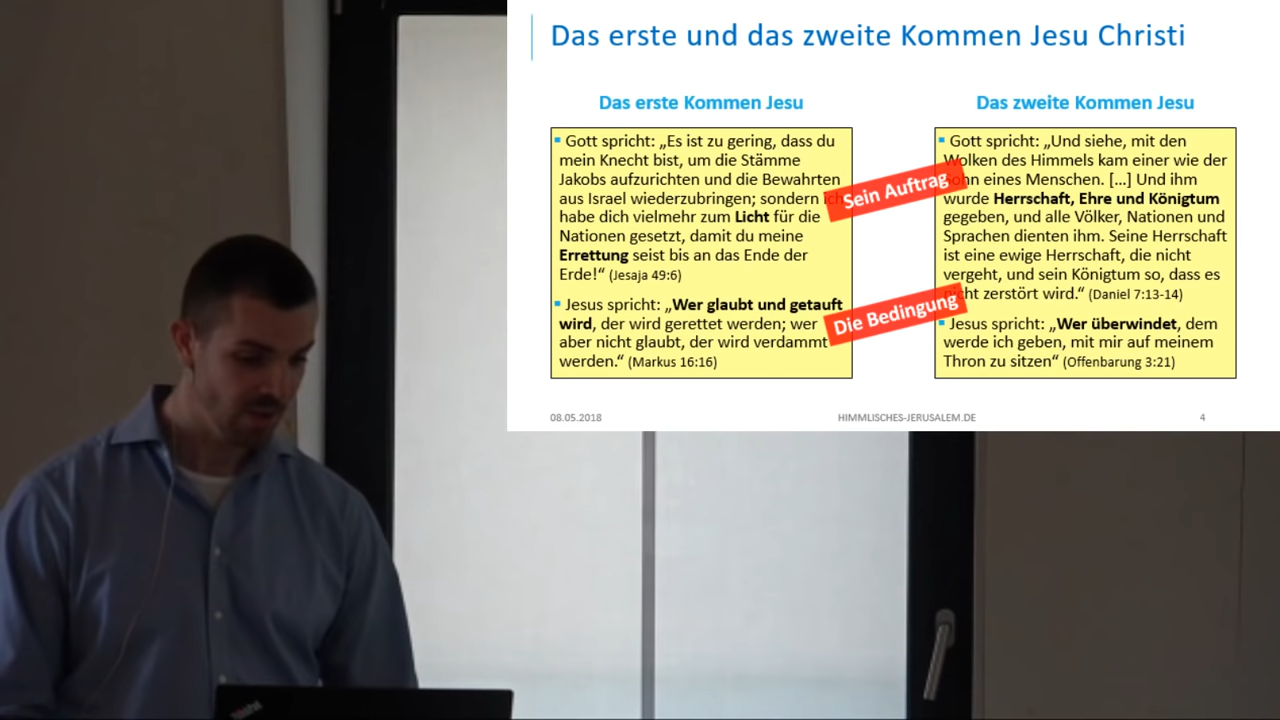 Das erste und das zweite Kommen Jesu Christi
Das erste Kommen Jesu
▪ Gott spricht: „Es ist zu gering, dass du
mein Knecht bist, um die Stämme
Jakobs aufzurichten und die Bewahrten
aus Israel wiederzubringen; sondern ich
habe dich vielmehr zum Licht für die
Nationen gesetzt, damit du meine
Errettung seist bis an das Ende der
Erde!“ (Jesaja 49:6)
▪ Jesus spricht: „Wer glaubt und getauft
wird, der wird gerettet werden; wer
aber nicht glaubt, der wird verdammt
werden.“ (Markus 16:16)
Sein Auftrag
Die Bedingung
Das zweite Kommen Jesu
▪ Gott spricht: „Und siehe, mit den
Wolken des Himmels kam einer wie der
Sohn eines Menschen. [...] Und ihm
wurde Herrschaft, Ehre und Königtum
gegeben, und alle Völker, Nationen und
Sprachen dienten ihm. Seine Herrschaft
ist eine ewige Herrschaft, die nicht
vergeht, und sein Königtum so, dass es
nicht zerstört wird.“ (Daniel 7:13-14)
▪ Jesus spricht: „Wer überwindet, dem
werde ich geben, mit mir auf meinem
Thron zu sitzen“ (Offenbarung 3:21)
08.05.2018
HIMMLISCHES-JERUSALEM.DE
4